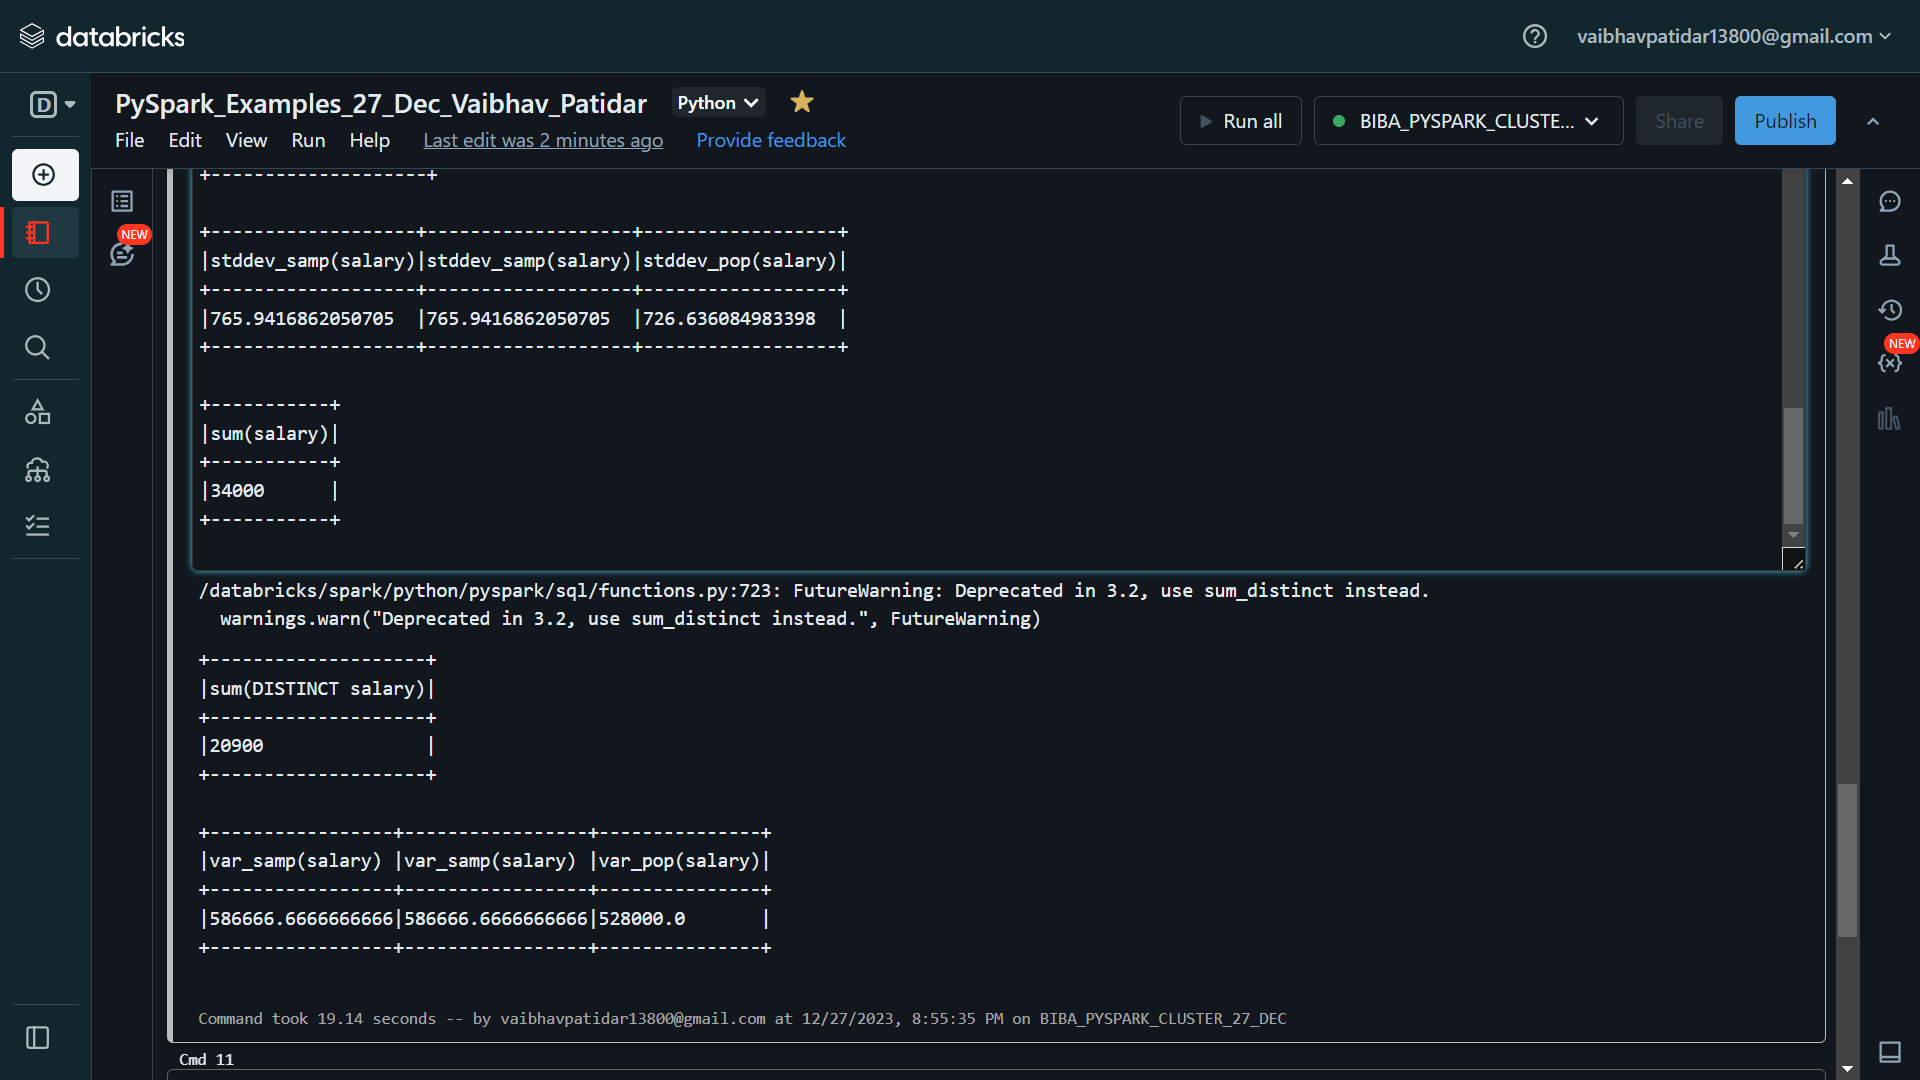 databricks
vaibhavpatidar13800@gmail.com
D
PySpark_Examples_27_Dec_Vaibhav_Patidar
Python
File Edit View Run Help Last edit was 2 minutes ago Provide feedback
Run all
BIBA_PYSPARK_CLUSTE...
Share
Publish
NEW
NEW
+--------------------+
+-------------------+-------------------+------------------+
|stddev_samp(salary)|stddev_samp(salary)|stddev_pop(salary)|
+-------------------+-------------------+------------------+
|765.9416862050705  |765.9416862050705  |726.636084983398  |
+-------------------+-------------------+------------------+
+-----------+
|sum(salary)|
+-----------+
|34000      |
+-----------+
/databricks/spark/python/pyspark/sql/functions.py:723: FutureWarning: Deprecated in 3.2, use sum_distinct instead.
  warnings.warn("Deprecated in 3.2, use sum_distinct instead.", FutureWarning)
+--------------------+
|sum(DISTINCT salary)|
+--------------------+
|20900               |
+--------------------+
+-----------------+-----------------+---------------+
|var_samp(salary) |var_samp(salary) |var_pop(salary)|
+-----------------+-----------------+---------------+
|586666.6666666666|586666.6666666666|528000.0       |
+-----------------+-----------------+---------------+
Command took 19.14 seconds -- by vaibhavpatidar13800@gmail.com at 12/27/2023, 8:55:35 PM on BIBA_PYSPARK_CLUSTER_27_DEC
Cmd 11